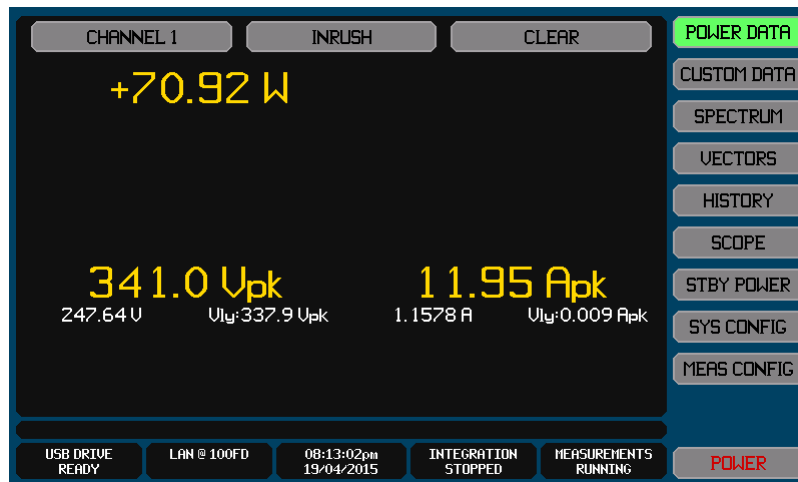 CHANNEL 1 INRUSH CLEAR
+70.92 W
341.0 Vpk 11.95 Apk
247.64 V Vly:337.9 Vpk 1.1578 A Vly:0.009 Apk
USB DRIVE READY
LAN @ 100FD
08:13:02pm
19/04/2015
INTEGRATION STOPPED
MEASUREMENTS RUNNING
POWER DATA
CUSTOM DATA
SPECTRUM
VECTORS
HISTORY
SCOPE
STBY POWER
SYS CONFIG
MEAS CONFIG
POWER